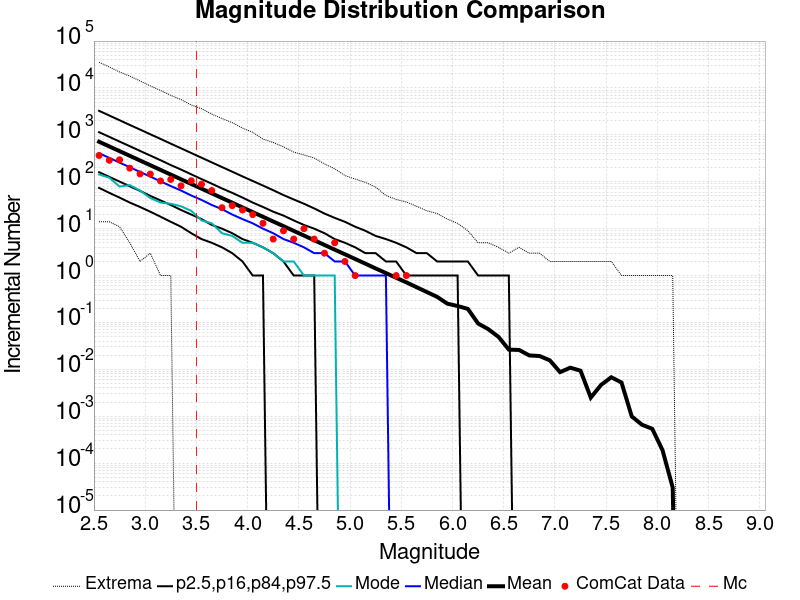 Magnitude Distribution Comparison
10^5
10^4
10^3
10^2
10^1
10^0
10^-1
10^-2
10^-3
10^-4
10^-5
Incremental Number
2.5 3.0 3.5 4.0 4.5 5.0 5.5 6.0 6.5 7.0 7.5 8.0 8.5 9.0
Magnitude
Extrema p2.5,p16,p84,p97.5 Mode Median Mean ComCat Data Mc